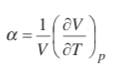 α = 1/V (∂V/∂T)_p